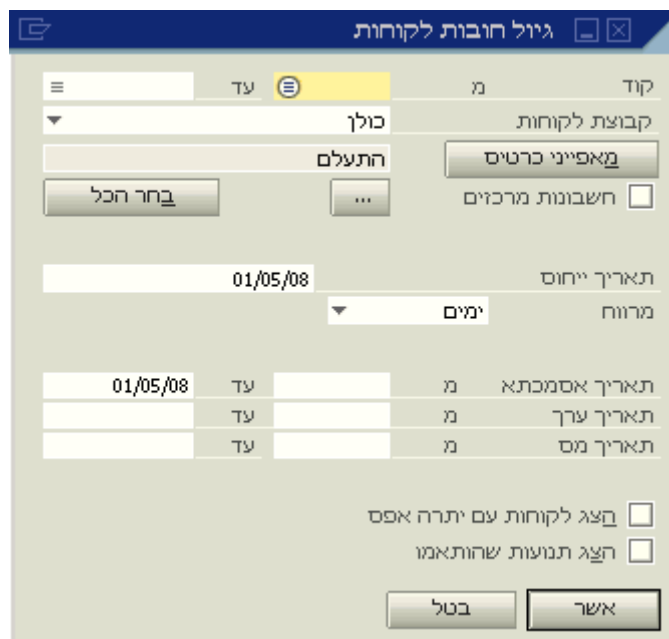 גיול חובות לקוחות
קוד מ עד
קבוצת לקוחות כולן
מאפייני כרטיס התעלם
חשבונות מרכזים ... בחר הכל
תאריך ייחוס 01/05/08
מרווח ימים
תאריך אסמכתא מ עד 01/05/08
תאריך ערך מ עד
תאריך מס מ עד
הצג לקוחות עם יתרה אפס
הצג תנועות שהותאמו
אשר בטל